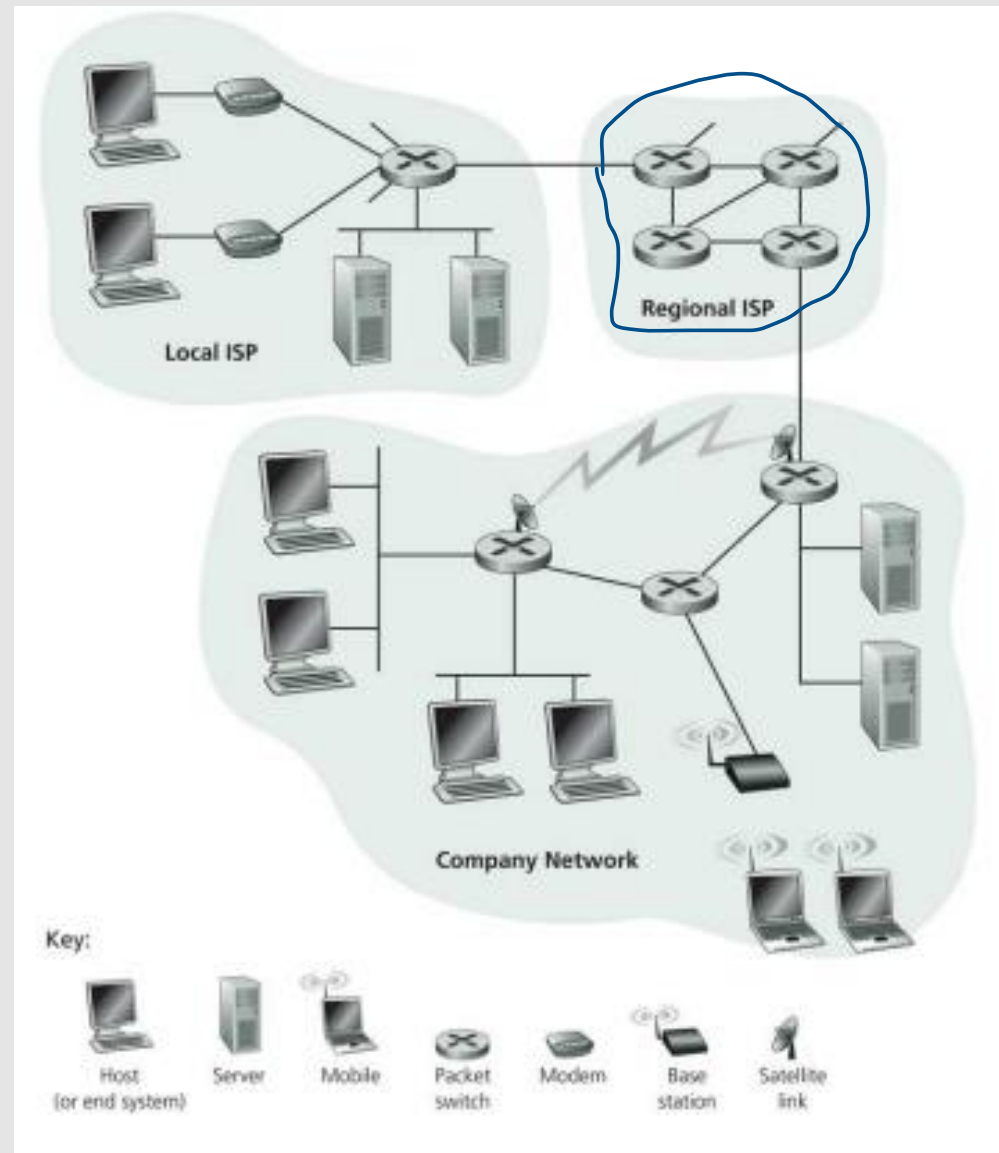 Regional ISP
Local ISP
Company Network
Key:
Host
(or end system)
Server
Mobile
Packet
switch
Modem
Base
station
Satellite
link